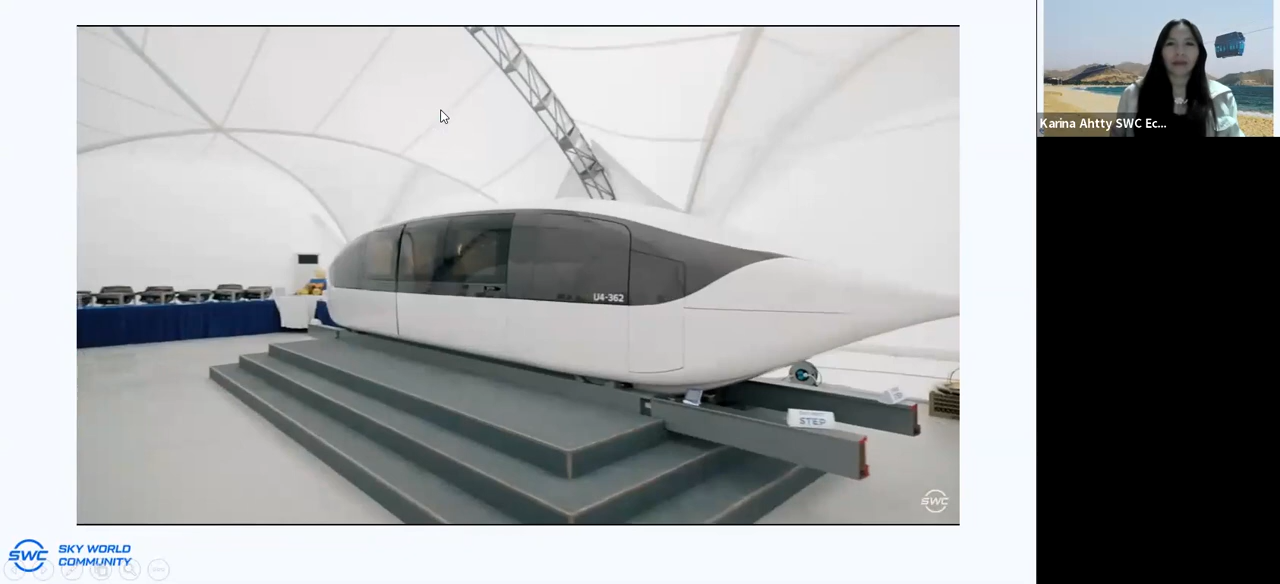 Karina Ahtty SWC Ec...
U4-362
STEP
SWC
SWC
SKY WORLD
COMMUNITY